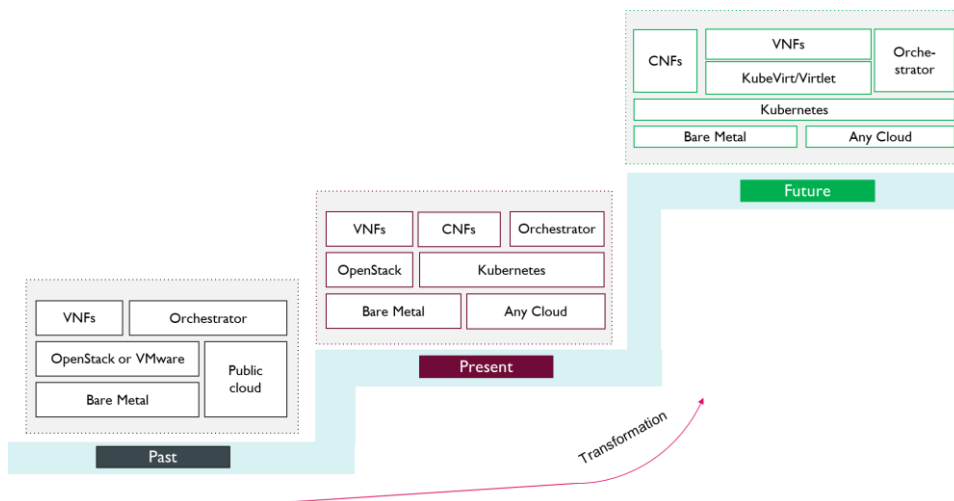 VNFs
CNFs
Orche-
strator
KubeVirt/Virtlet
Kubernetes
Bare Metal
Any Cloud
Future
VNFs
CNFs
Orchestrator
OpenStack
Kubernetes
Bare Metal
Any Cloud
Present
VNFs
Orchestrator
OpenStack or VMware
Public
cloud
Bare Metal
Past
Transformation